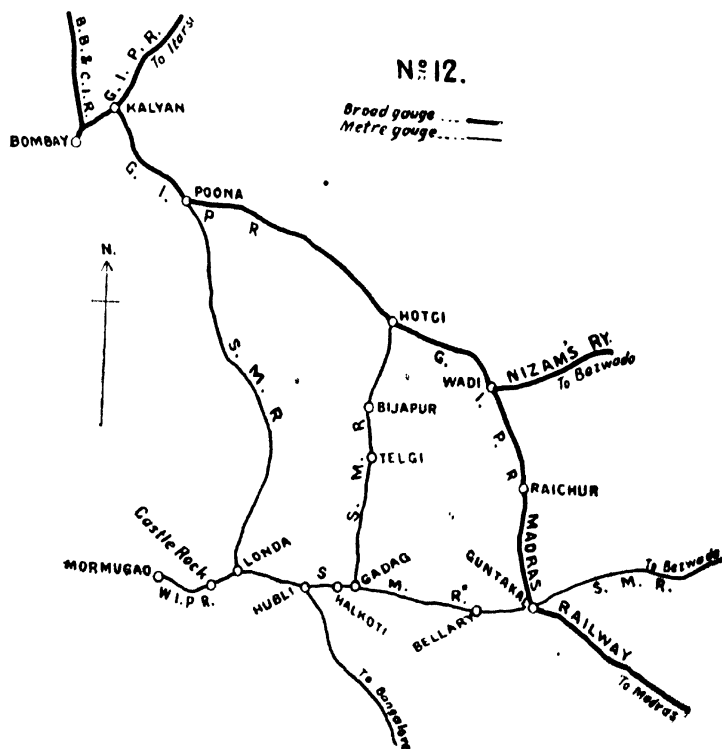 Nº 12.
Broad gauge ....
Metre gauge ......
B.B. & C.I.R.
G. I. P. R.
To Itarsi
KALYAN
BOMBAY
G. I. P R
POONA
N.
HOTGI
G. I. P. R
WADI
NIZAM'S RY.
To Bezwada
S. M. R
BIJAPUR
S. M. R
TELGI
RAICHUR
MADRAS RAILWAY
Castle Rock
LONDA
MORMUGAO
W.I.P R.
HUBLI
S M. R.
HALKOTI
GADAG
BELLARY
GUNTAKAL
S. M. R.
To Bezwada
To Madras
To Bangalore